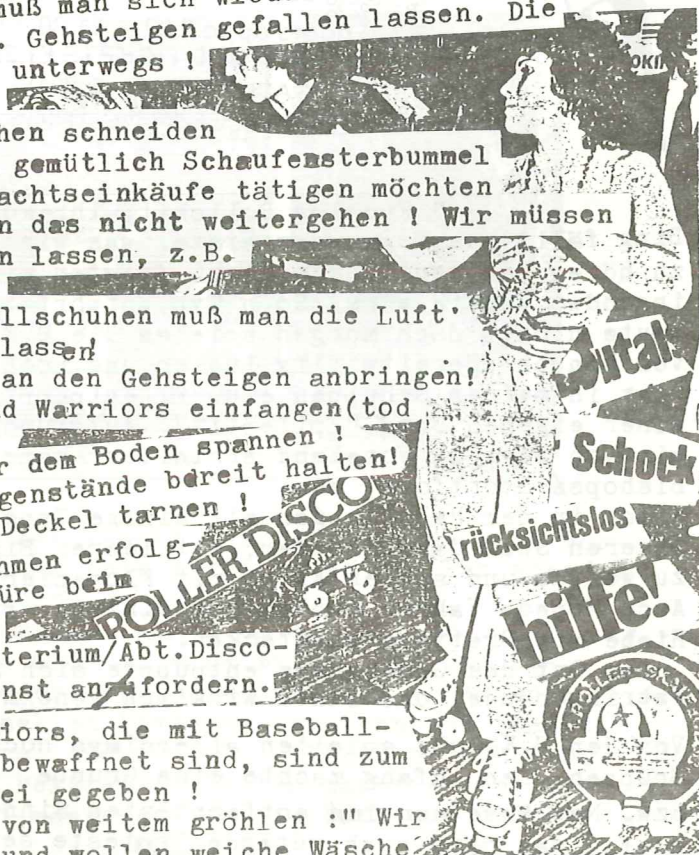 muß man sich
. Gehsteigen gefallen lassen. Die
unterwegs !
hen schneiden
gemütlich Schaufensterbummel
achtseinkäufe tätigen möchten
n das nicht weitergehen ! Wir müssen
n lassen, z.B.
llschuhen muß man die Luft
lassen!
an den Gehsteigen anbringen!
d Warriors einfangen(tod
r dem Boden spannen !
genstände bereit halten!
Deckel tarnen !
hmen erfolg-
üre beim
ROLLER DISCO
Brutal.
Schock
rücksichtslos
hilfe!
terium/Abt.Disco-
nst anzufordern.
iors, die mit Baseball-
bewaffnet sind, sind zum
ei gegeben !
von weitem gröhlen :" Wir
und wollen weiche Wäsche
ROLLER-SKATE